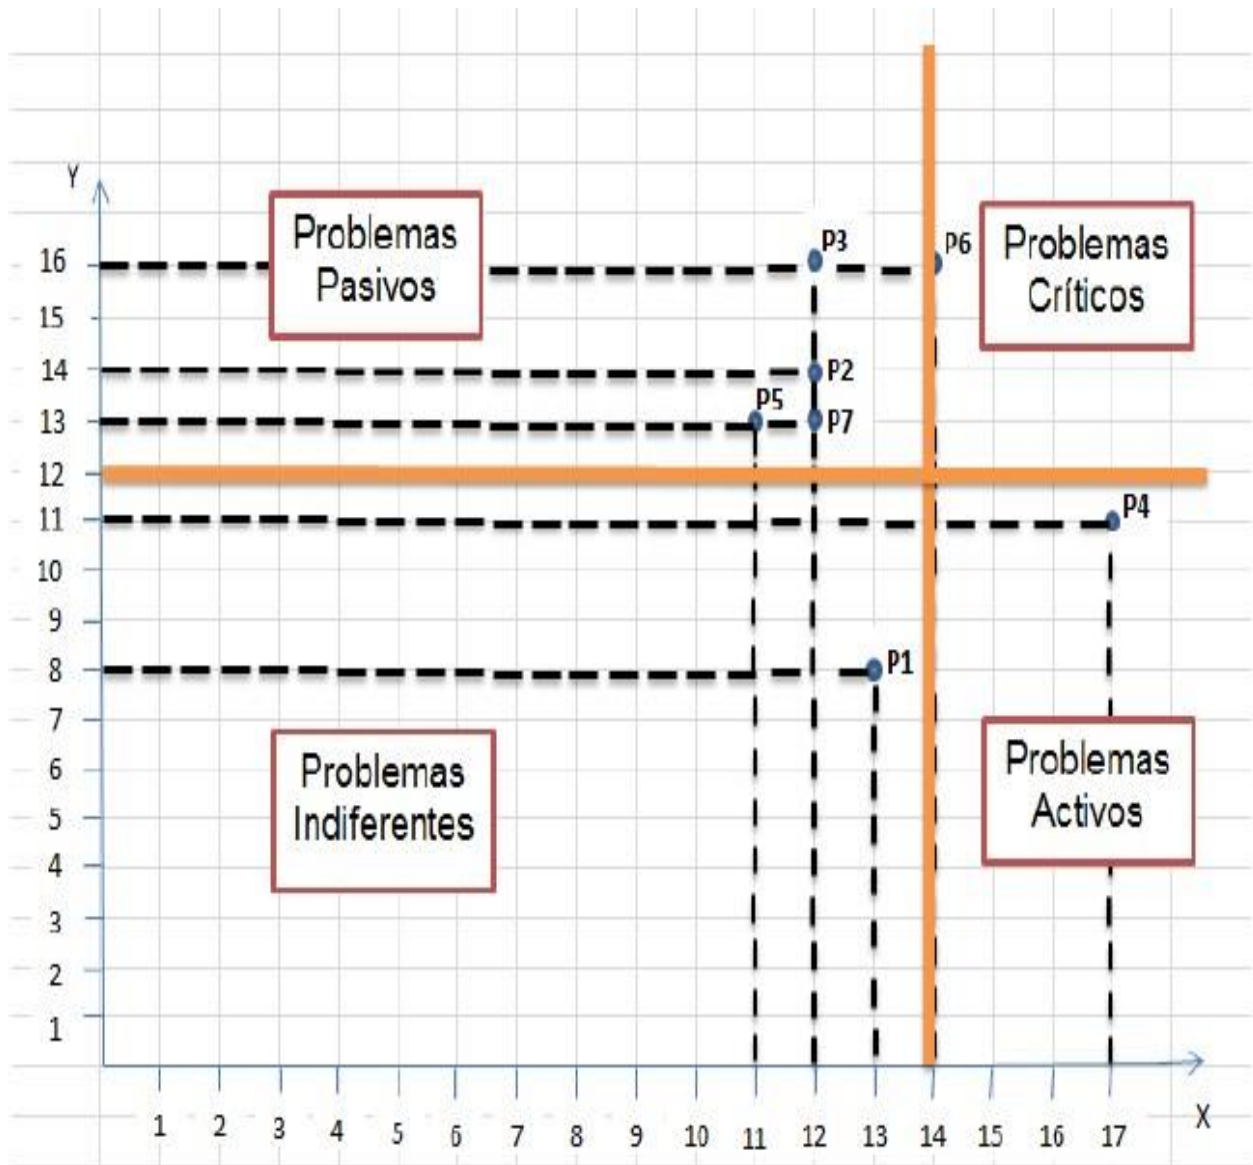 Y
Problemas
Pasivos
P3
P6
Problemas
Críticos
16
15
14
P2
P5
13
P7
12
P4
11
10
9
8
P1
7
Problemas
Indiferentes
Problemas
Activos
6
5
4
3
2
1
X
1 2 3 4 5 6 7 8 9 10 11 12 13 14 15 16 17